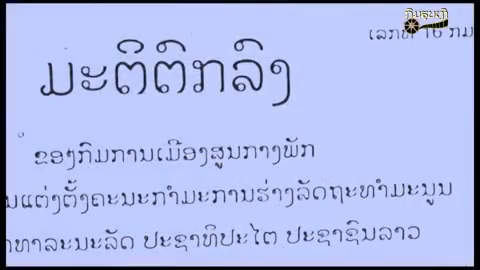 ເລກທີ 16 ກມ
ມະຕິຕົກລົງ
ຂອງກົມການເມືອງສູນກາງພັກ
ແຕ່ງຕັ້ງຄະນະກຳມະການຮ່າງລັດຖະທຳມະນູນ
ທາລະນະລັດ ປະຊາທິປະໄຕ ປະຊາຊົນລາວ